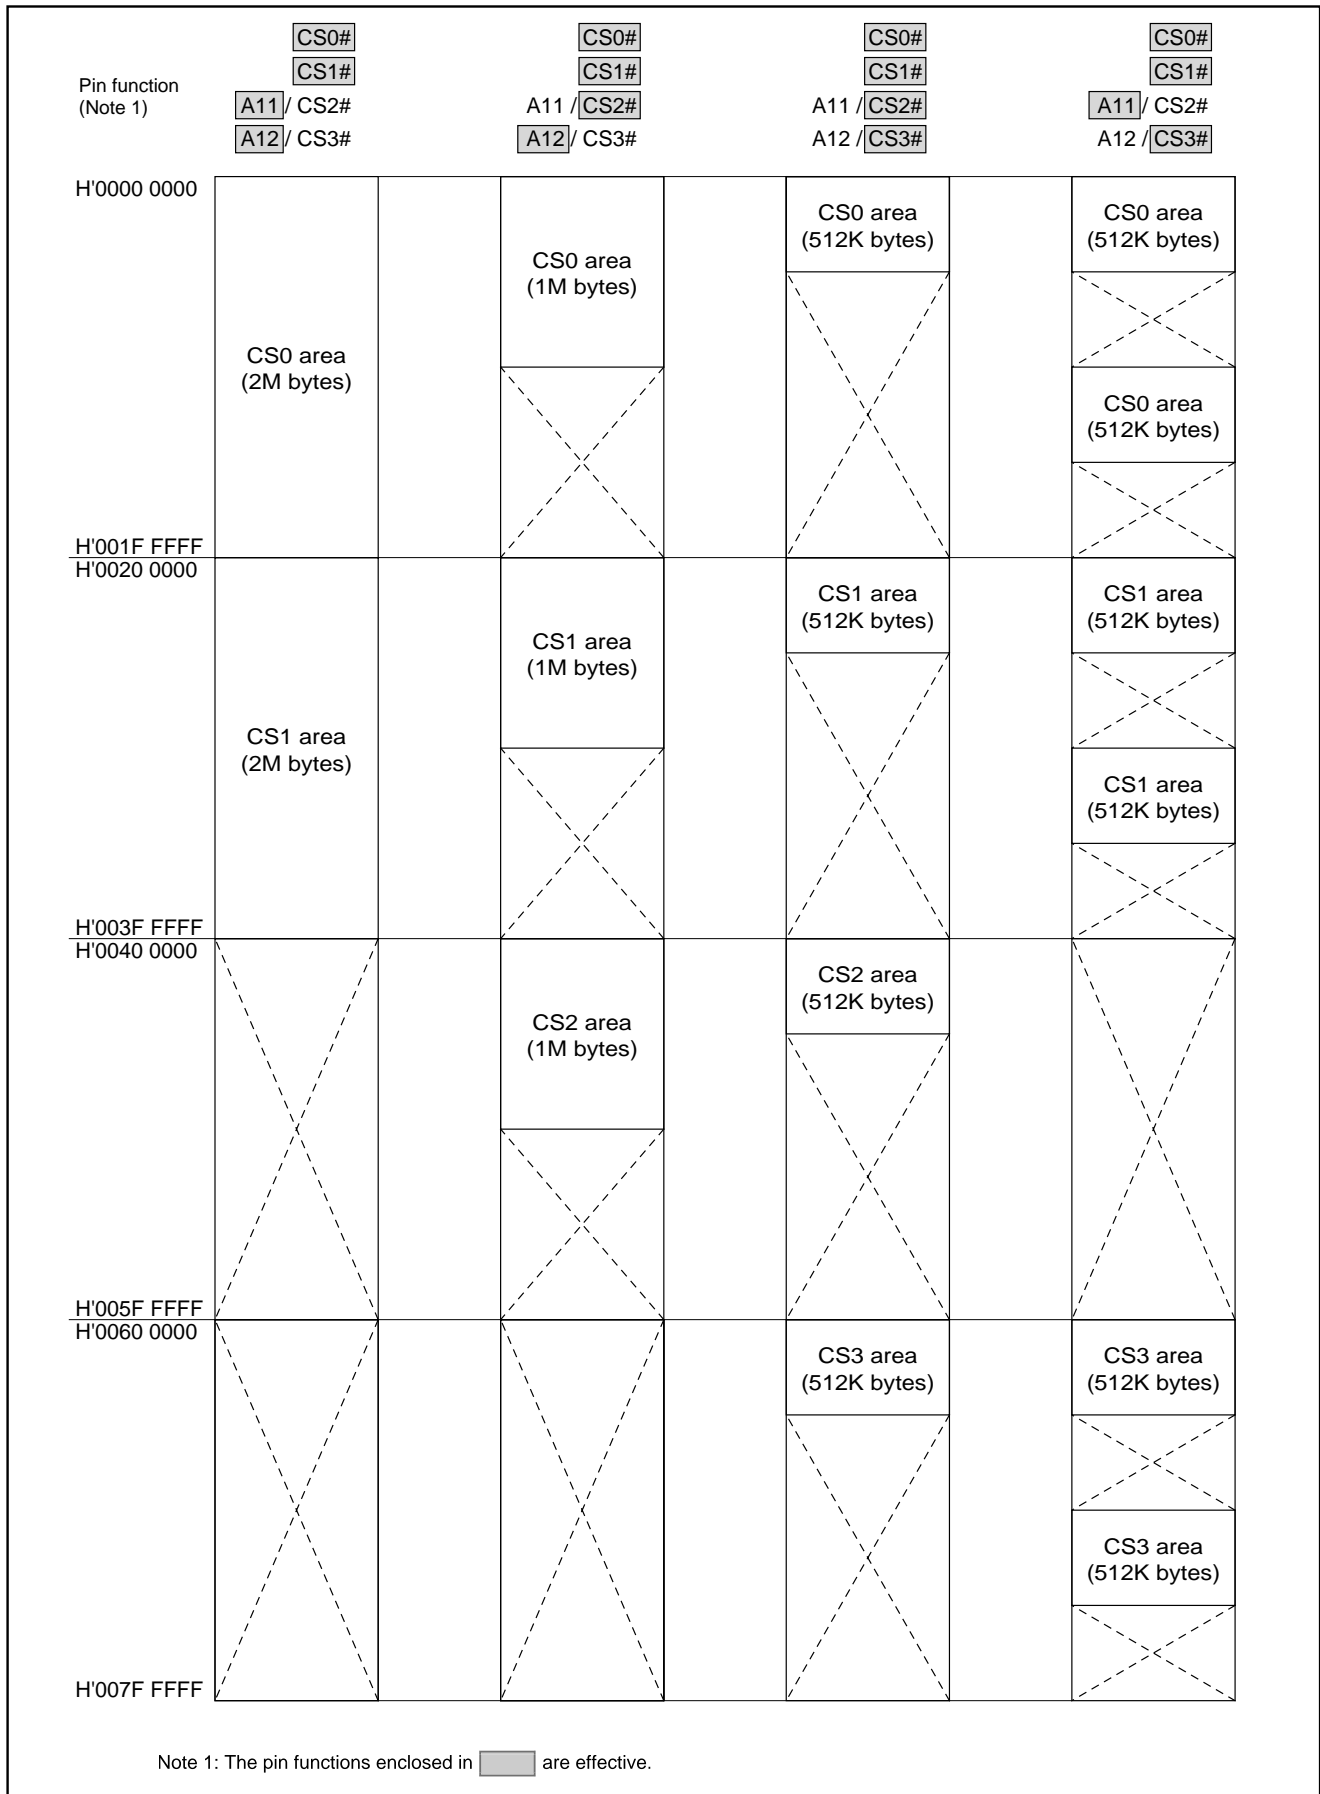 CS0# CS0# CS0# CS0#
CS1# CS1# CS1# CS1#
Pin function
(Note 1)
A11 / CS2# A11 / CS2# A11 / CS2# A11 / CS2#
A12 / CS3# A12 / CS3# A12 / CS3# A12 / CS3#
H'0000 0000
CS0 area
(2M bytes)
CS0 area
(1M bytes)
CS0 area
(512K bytes)
CS0 area
(512K bytes)
CS0 area
(512K bytes)
H'001F FFFF
H'0020 0000
CS1 area
(2M bytes)
CS1 area
(1M bytes)
CS1 area
(512K bytes)
CS1 area
(512K bytes)
CS1 area
(512K bytes)
H'003F FFFF
H'0040 0000
CS2 area
(1M bytes)
CS2 area
(512K bytes)
H'005F FFFF
H'0060 0000
CS3 area
(512K bytes)
CS3 area
(512K bytes)
CS3 area
(512K bytes)
H'007F FFFF
Note 1: The pin functions enclosed in are effective.